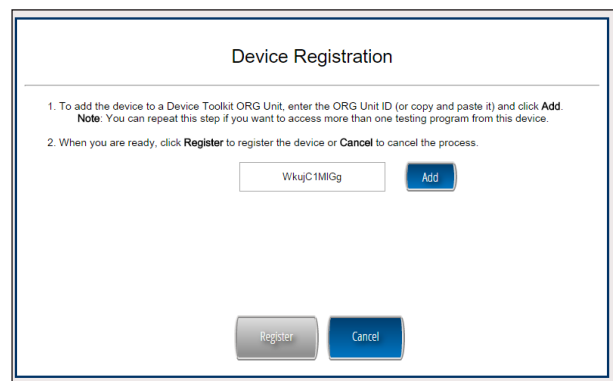 Device Registration
1. To add the device to a Device Toolkit ORG Unit, enter the ORG Unit ID (or copy and paste it) and click Add.
Note: You can repeat this step if you want to access more than one testing program from this device.
2. When you are ready, click Register to register the device or Cancel to cancel the process.
WkujC1MlGg Add
Register Cancel